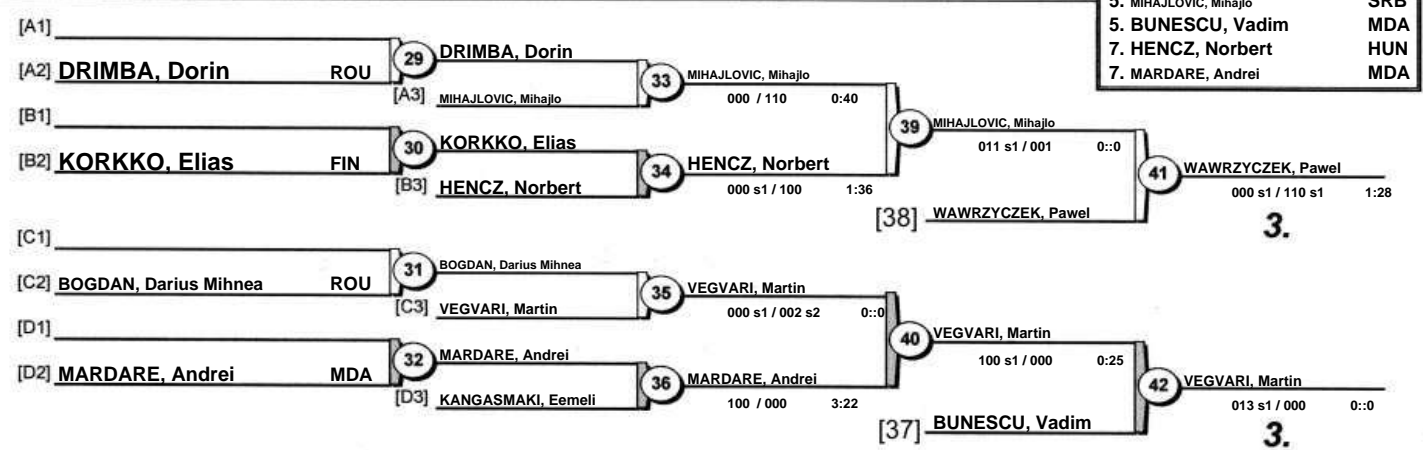 5. MIHAJLOVIC, Mihajlo SRB
5. BUNESCU, Vadim MDA
7. HENCZ, Norbert HUN
7. MARDARE, Andrei MDA
[A1]
[A2] DRIMBA, Dorin ROU
29 DRIMBA, Dorin
[A3] MIHAJLOVIC, Mihajlo
33 MIHAJLOVIC, Mihajlo
000 / 110 0:40
[B1]
[B2] KORKKO, Elias FIN
30 KORKKO, Elias
[B3] HENCZ, Norbert
34 HENCZ, Norbert
000 s1 / 100 1:36
39 MIHAJLOVIC, Mihajlo
011 s1 / 001 0::0
[38] WAWRZYCZEK, Pawel
41 WAWRZYCZEK, Pawel
000 s1 / 110 s1 1:28
3.
[C1]
[C2] BOGDAN, Darius Mihnea ROU
31 BOGDAN, Darius Mihnea
[C3] VEGVARI, Martin
35 VEGVARI, Martin
000 s1 / 002 s2 0::0
[D1]
[D2] MARDARE, Andrei MDA
32 MARDARE, Andrei
[D3] KANGASMAKI, Eemeli
36 MARDARE, Andrei
100 / 000 3:22
40 VEGVARI, Martin
100 s1 / 000 0:25
[37] BUNESCU, Vadim
42 VEGVARI, Martin
013 s1 / 000 0::0
3.